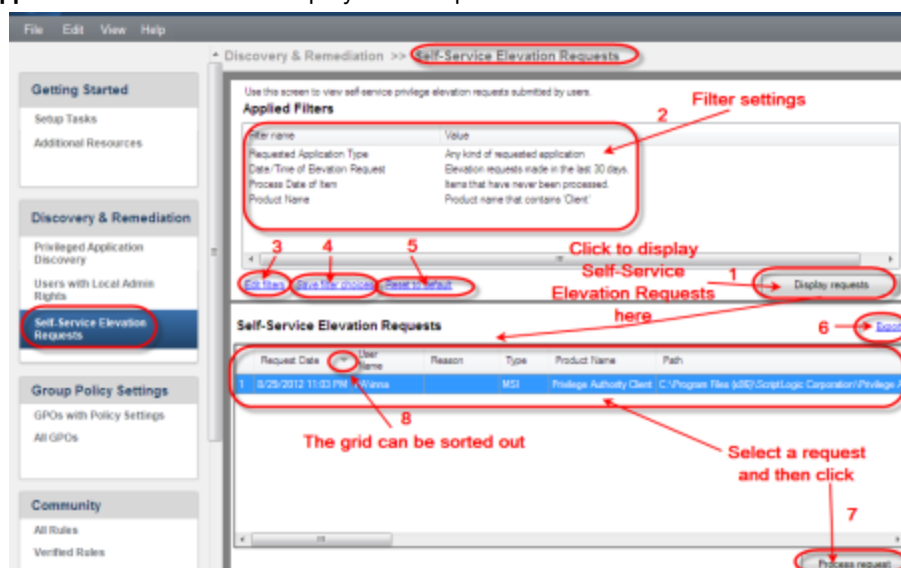 File Edit View Help
Discovery & Remediation >> Self-Service Elevation Requests
Getting Started
Setup Tasks
Additional Resources
Discovery & Remediation
Privileged Application
Discovery
Users with Local Admin
Rights
Self-Service Elevation
Requests
Group Policy Settings
GPOs with Policy Settings
All GPOs
Community
All Rules
Verified Rules
Use this screen to view self-service privilege elevation requests submitted by users.
Applied Filters
2 Filter settings
Filter name Value
Requested Application Type Any kind of requested application
Date/Time of Elevation Request Elevation requests made in the last 30 days.
Process Date of Item Items that have never been processed.
Product Name Product name that contains 'Client'
3 4 5
Edit filters Save filter choices Reset to default
Click to display
Self-Service
Elevation Requests
here
1
Display requests
Self-Service Elevation Requests
6 Export
Request Date User Name Reason Type Product Name Path
1 8/25/2012 11:03 PM Wanna MSI Privilege Authority Client C:\Program Files (x86)\ScriptLogic Corporation\Privilege A
8
The grid can be sorted out
Select a request
and then click
7
Process request